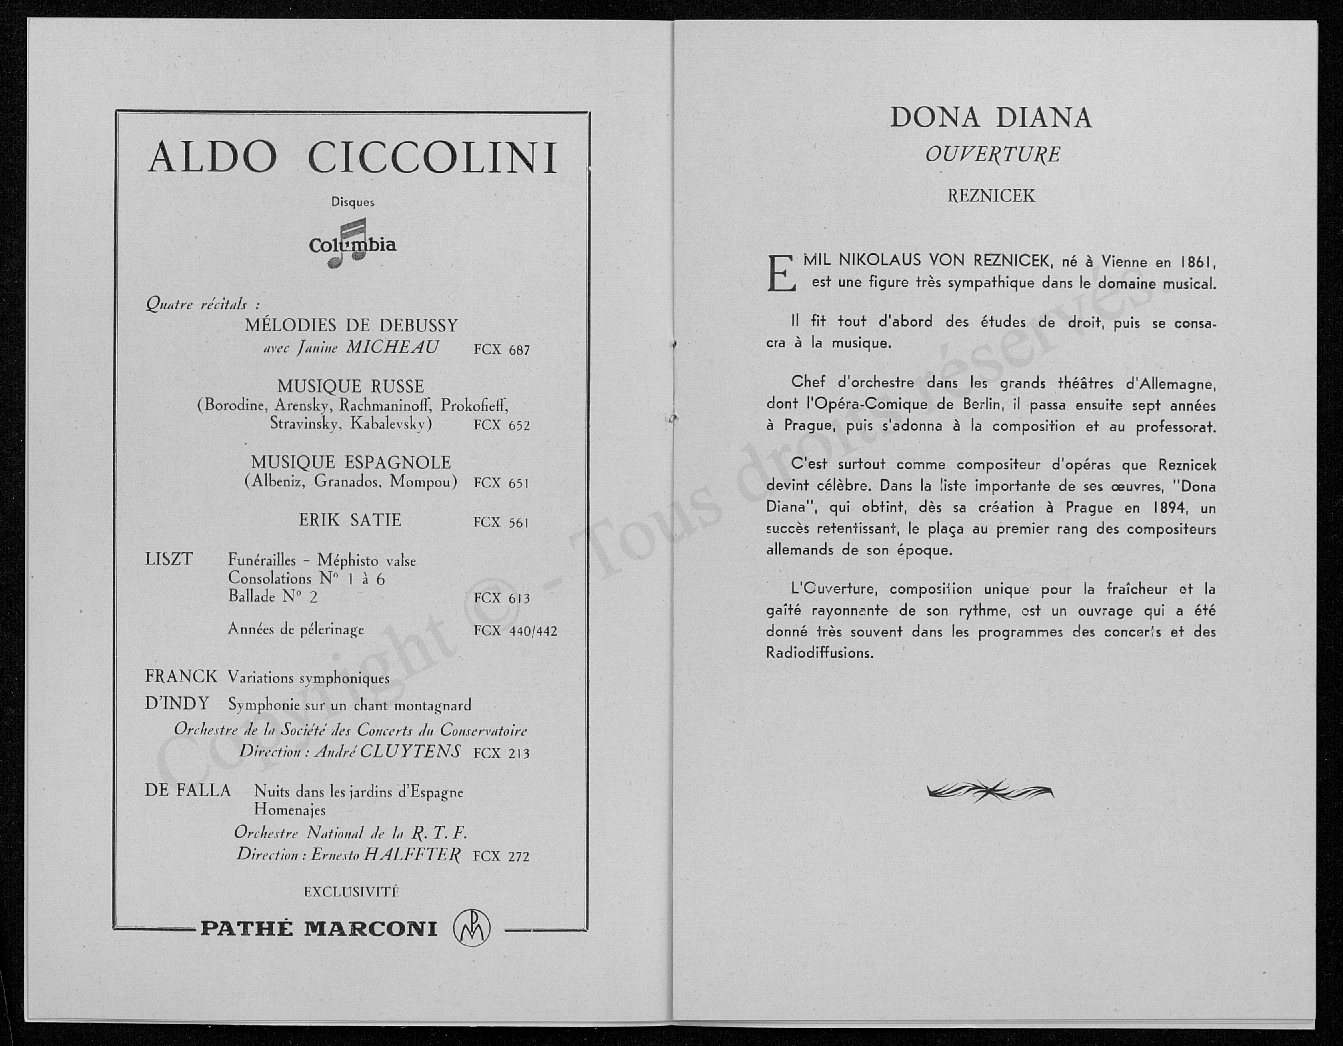 ALDO CICCOLINI
Disques
Columbia
Quatre récitals :
MÉLODIES DE DEBUSSY
avec Janine MICHEAU FCX 687
MUSIQUE RUSSE
(Borodine, Arensky, Rachmaninoff, Prokofieff,
Stravinsky, Kabalevsky) FCX 652
MUSIQUE ESPAGNOLE
(Albeniz, Granados, Mompou) FCX 651
ERIK SATIE FCX 561
LISZT Funérailles - Méphisto valse
Consolations N° 1 à 6
Ballade N° 2 FCX 613
Années de pélerinage FCX 440/442
FRANCK Variations symphoniques
D'INDY Symphonie sur un chant montagnard
Orchestre de la Société des Concerts du Conservatoire
Direction : André CLUYTENS FCX 213
DE FALLA Nuits dans les jardins d'Espagne
Homenajes
Orchestre National de la R. T. F.
Direction : Ernesto HALFFTER FCX 272
EXCLUSIVITÉ
PATHÉ MARCONI PM
DONA DIANA
OUVERTURE
REZNICEK
EMIL NIKOLAUS VON REZNICEK, né à Vienne en 1861,
est une figure très sympathique dans le domaine musical.
Il fit tout d'abord des études de droit, puis se consa-
cra à la musique.
Chef d'orchestre dans les grands théâtres d'Allemagne,
dont l'Opéra-Comique de Berlin, il passa ensuite sept années
à Prague, puis s'adonna à la composition et au professorat.
C'est surtout comme compositeur d'opéras que Reznicek
devint célèbre. Dans la liste importante de ses œuvres, "Dona
Diana", qui obtint, dès sa création à Prague en 1894, un
succès retentissant, le plaça au premier rang des compositeurs
allemands de son époque.
L'Ouverture, composition unique pour la fraîcheur et la
gaîté rayonnante de son rythme, est un ouvrage qui a été
donné très souvent dans les programmes des concerts et des
Radiodiffusions.
Copyright © - Tous droits réservés